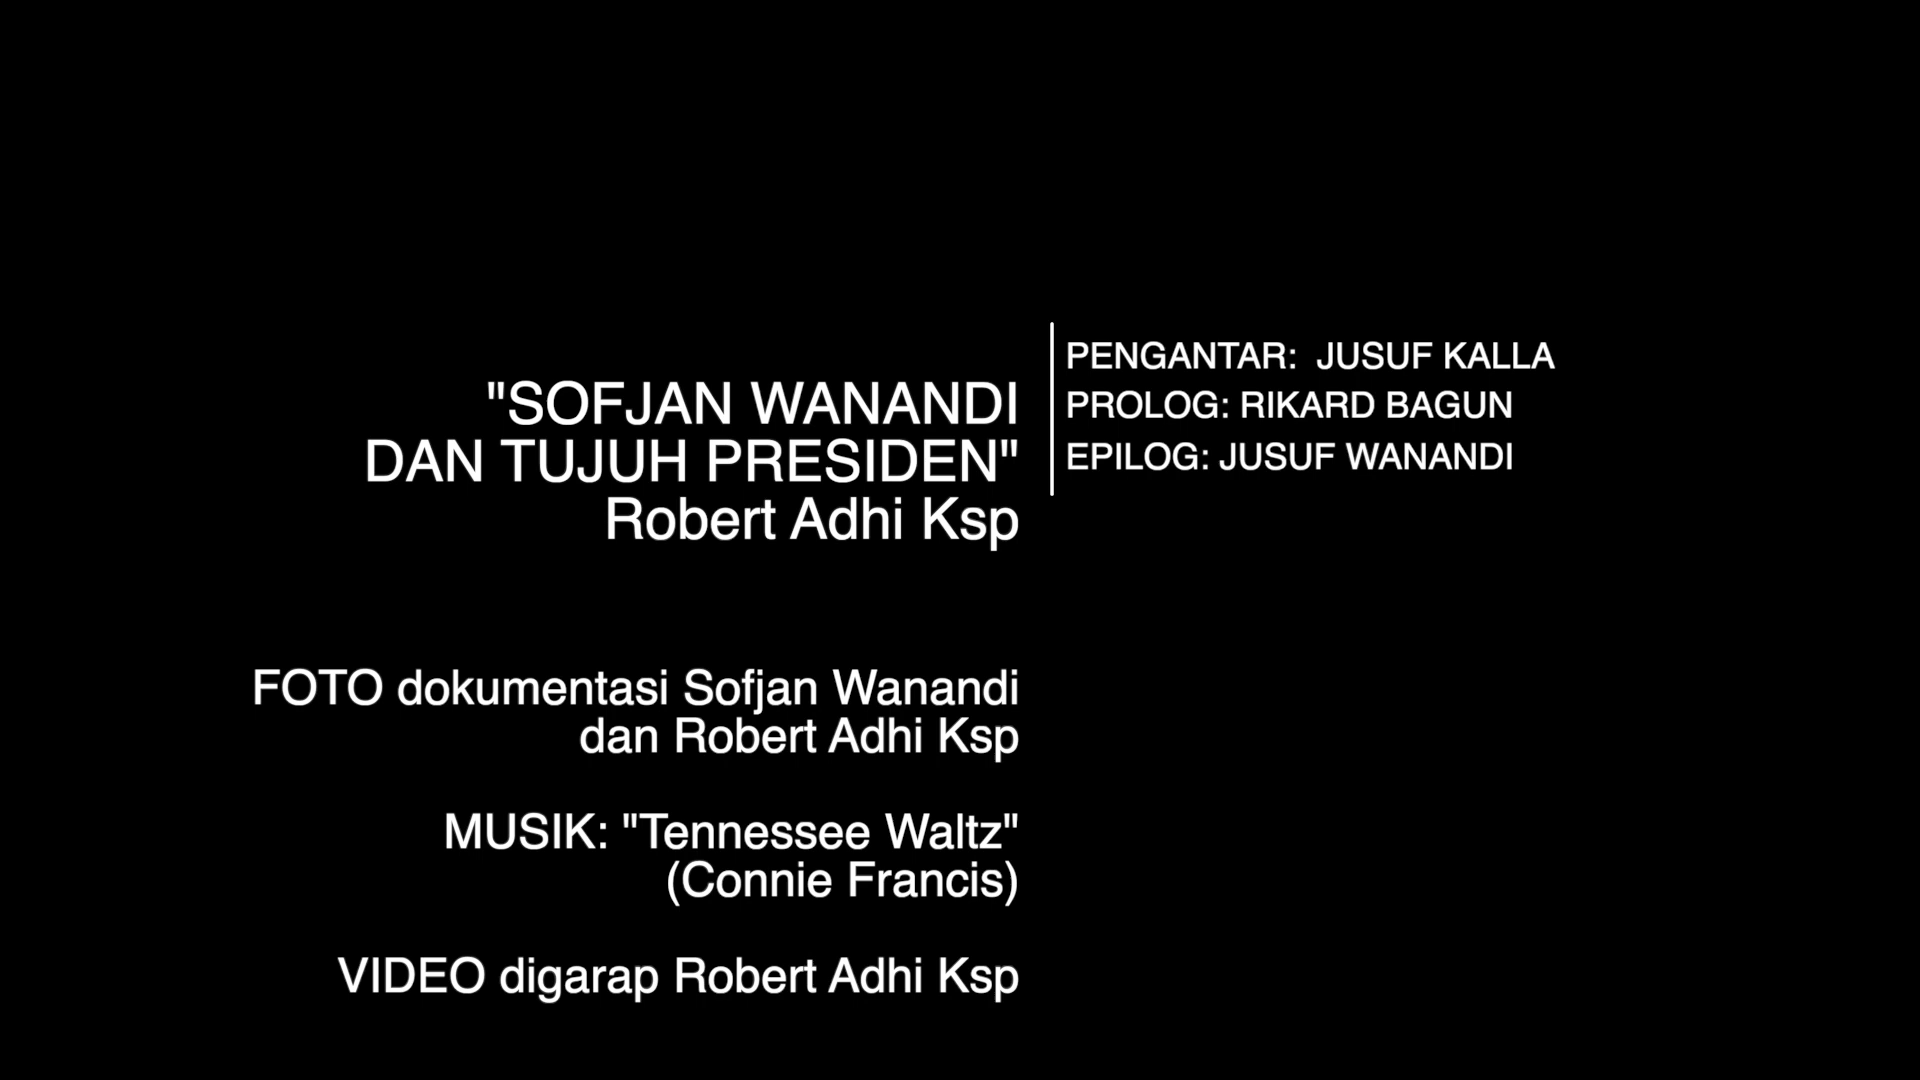 "SOFJAN WANANDI
DAN TUJUH PRESIDEN"
Robert Adhi Ksp
PENGANTAR:  JUSUF KALLA
PROLOG: RIKARD BAGUN
EPILOG: JUSUF WANANDI
FOTO dokumentasi Sofjan Wanandi
dan Robert Adhi Ksp
MUSIK: "Tennessee Waltz"
(Connie Francis)
VIDEO digarap Robert Adhi Ksp